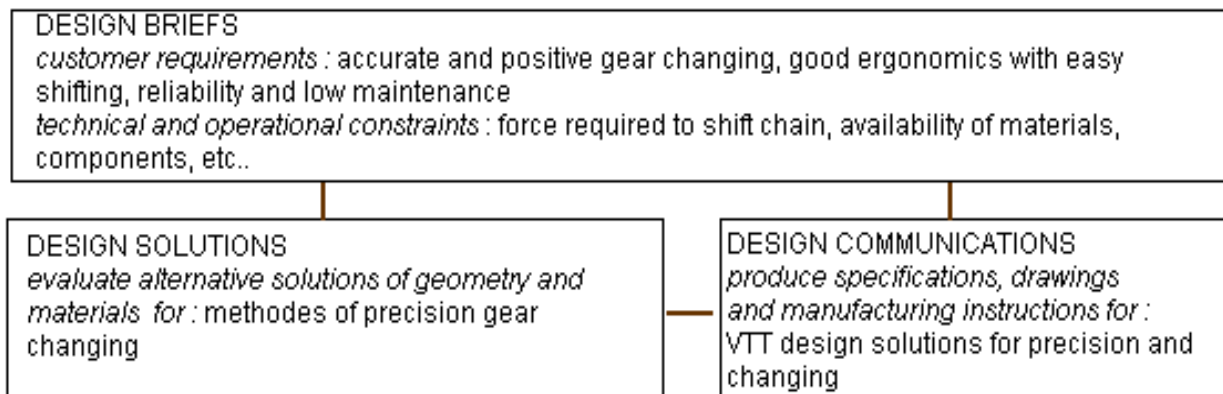 DESIGN BRIEFS
customer requirements : accurate and positive gear changing, good ergonomics with easy
shifting, reliability and low maintenance
technical and operational constraints : force required to shift chain, availability of materials,
components, etc..
DESIGN SOLUTIONS
evaluate alternative solutions of geometry and
materials for : methodes of precision gear
changing
DESIGN COMMUNICATIONS
produce specifications, drawings
and manufacturing instructions for :
VTT design solutions for precision and
changing